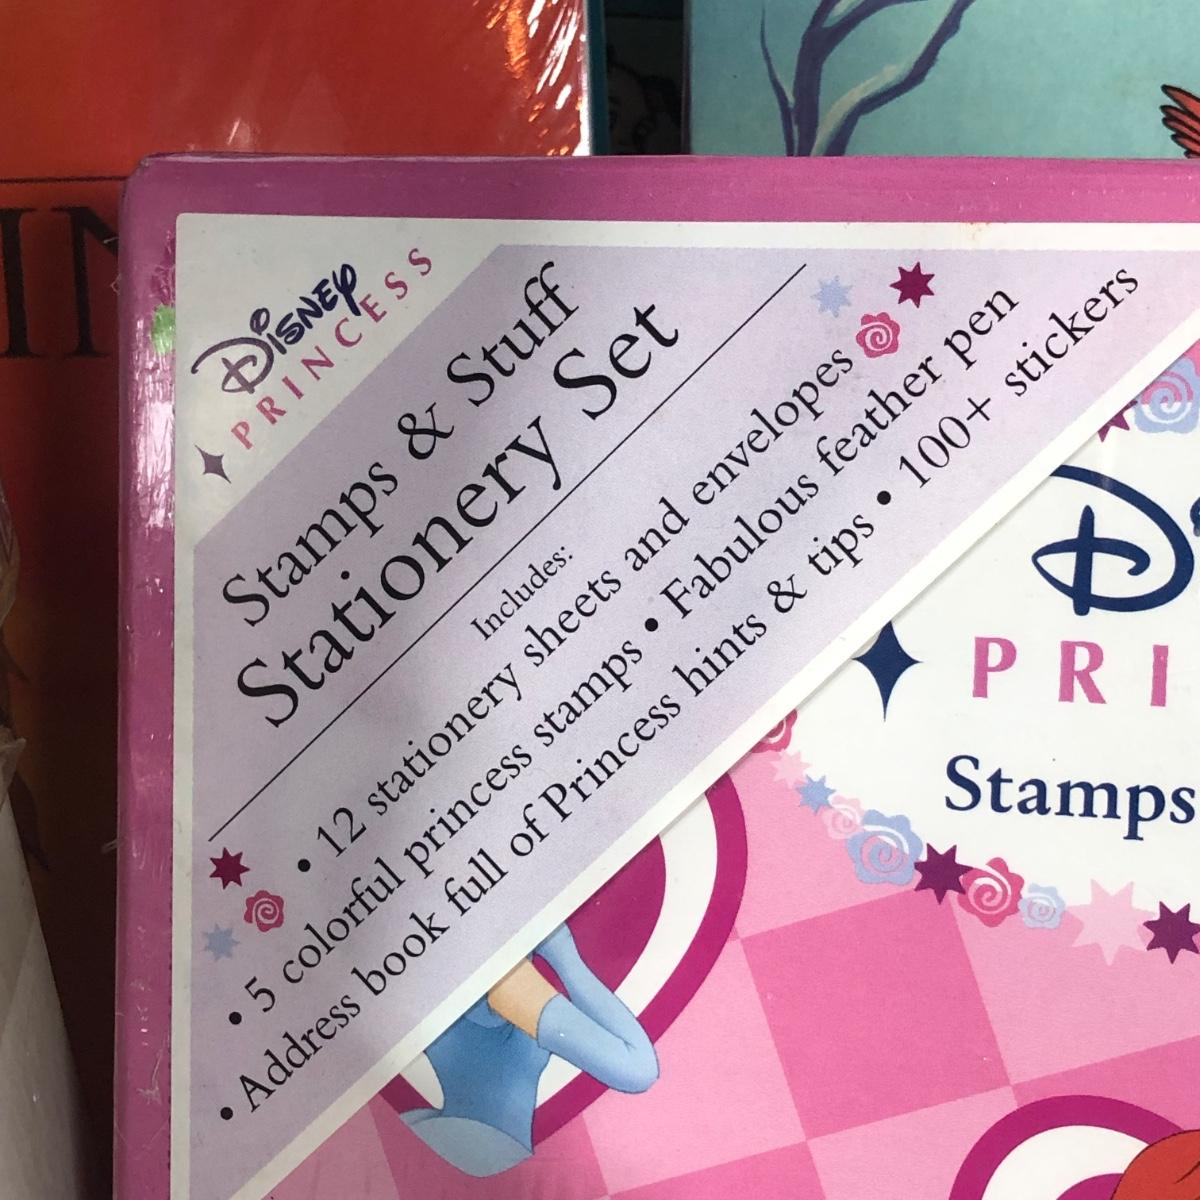 DISNEY
PRINCESS
Stamps & Stuff
Stationery Set
Includes:
• 12 stationery sheets and envelopes
• 5 colorful princess stamps • Fabulous feather pen
• Address book full of Princess hints & tips • 100+ stickers
PRI
Stamps
IN